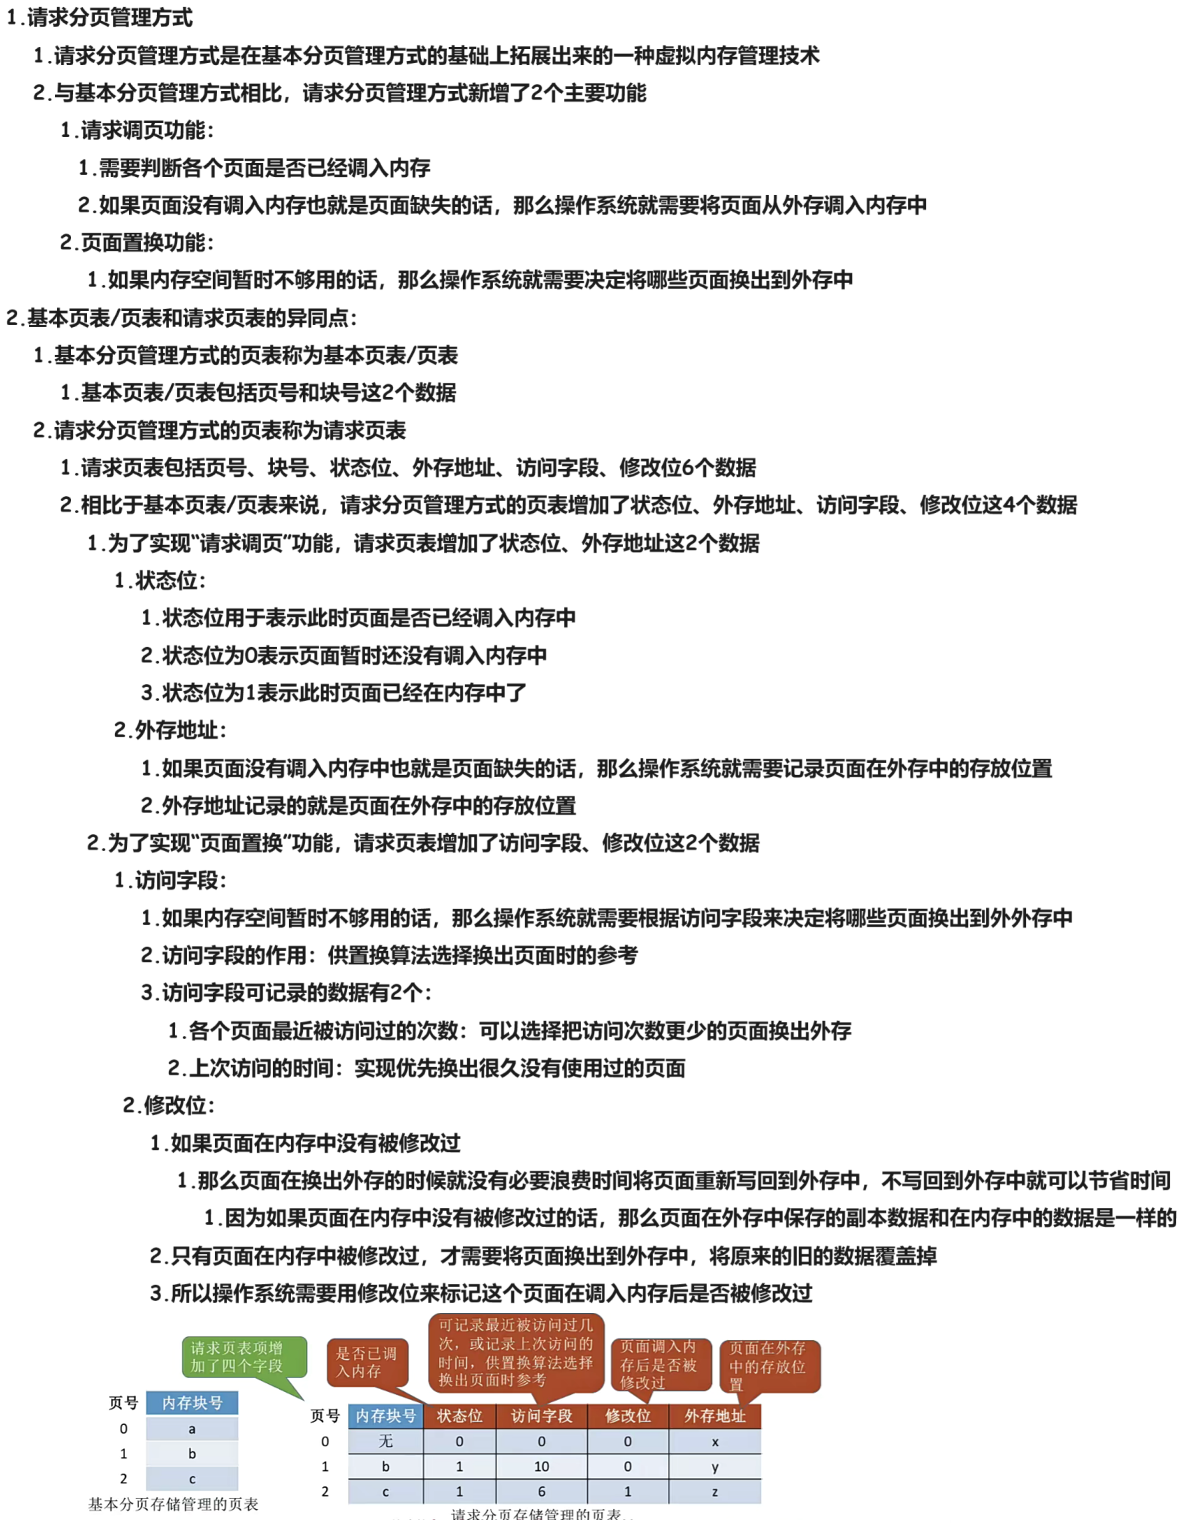 1.请求分页管理方式
1.请求分页管理方式是在基本分页管理方式的基础上拓展出来的一种虚拟内存管理技术
2.与基本分页管理方式相比，请求分页管理方式新增了2个主要功能
1.请求调页功能：
1.需要判断各个页面是否已经调入内存
2.如果页面没有调入内存也就是页面缺失的话，那么操作系统就需要将页面从外存调入内存中
2.页面置换功能：
1.如果内存空间暂时不够用的话，那么操作系统就需要决定将哪些页面换出到外存中
2.基本页表/页表和请求页表的异同点：
1.基本分页管理方式的页表称为基本页表/页表
1.基本页表/页表包括页号和块号这2个数据
2.请求分页管理方式的页表称为请求页表
1.请求页表包括页号、块号、状态位、外存地址、访问字段、修改位6个数据
2.相比于基本页表/页表来说，请求分页管理方式的页表增加了状态位、外存地址、访问字段、修改位这4个数据
1.为了实现“请求调页”功能，请求页表增加了状态位、外存地址这2个数据
1.状态位：
1.状态位用于表示此时页面是否已经调入内存中
2.状态位为0表示页面暂时还没有调入内存中
3.状态位为1表示此时页面已经在内存中了
2.外存地址：
1.如果页面没有调入内存中也就是页面缺失的话，那么操作系统就需要记录页面在外存中的存放位置
2.外存地址记录的就是页面在外存中的存放位置
2.为了实现“页面置换”功能，请求页表增加了访问字段、修改位这2个数据
1.访问字段：
1.如果内存空间暂时不够用的话，那么操作系统就需要根据访问字段来决定将哪些页面换出到外外存中
2.访问字段的作用：供置换算法选择换出页面时的参考
3.访问字段可记录的数据有2个：
1.各个页面最近被访问过的次数：可以选择把访问次数更少的页面换出外存
2.上次访问的时间：实现优先换出很久没有使用过的页面
2.修改位：
1.如果页面在内存中没有被修改过
1.那么页面在换出外存的时候就没有必要浪费时间将页面重新写回到外存中，不写回到外存中就可以节省时间
1.因为如果页面在内存中没有被修改过的话，那么页面在外存中保存的副本数据和在内存中的数据是一样的
2.只有页面在内存中被修改过，才需要将页面换出到外存中，将原来的旧的数据覆盖掉
3.所以操作系统需要用修改位来标记这个页面在调入内存后是否被修改过
请求页表项增
加了四个字段
是否已调
入内存
可记录最近被访问过几
次，或记录上次访问的
时间，供置换算法选择
换出页面时参考
页面调入内
存后是否被
修改过
页面在外存
中的存放位
置
页号 内存块号
0 a
1 b
2 c
基本分页存储管理的页表
页号 内存块号 状态位 访问字段 修改位 外存地址
0 无 0 0 0 x
1 b 1 10 0 y
2 c 1 6 1 z
请求分页存储管理的页表